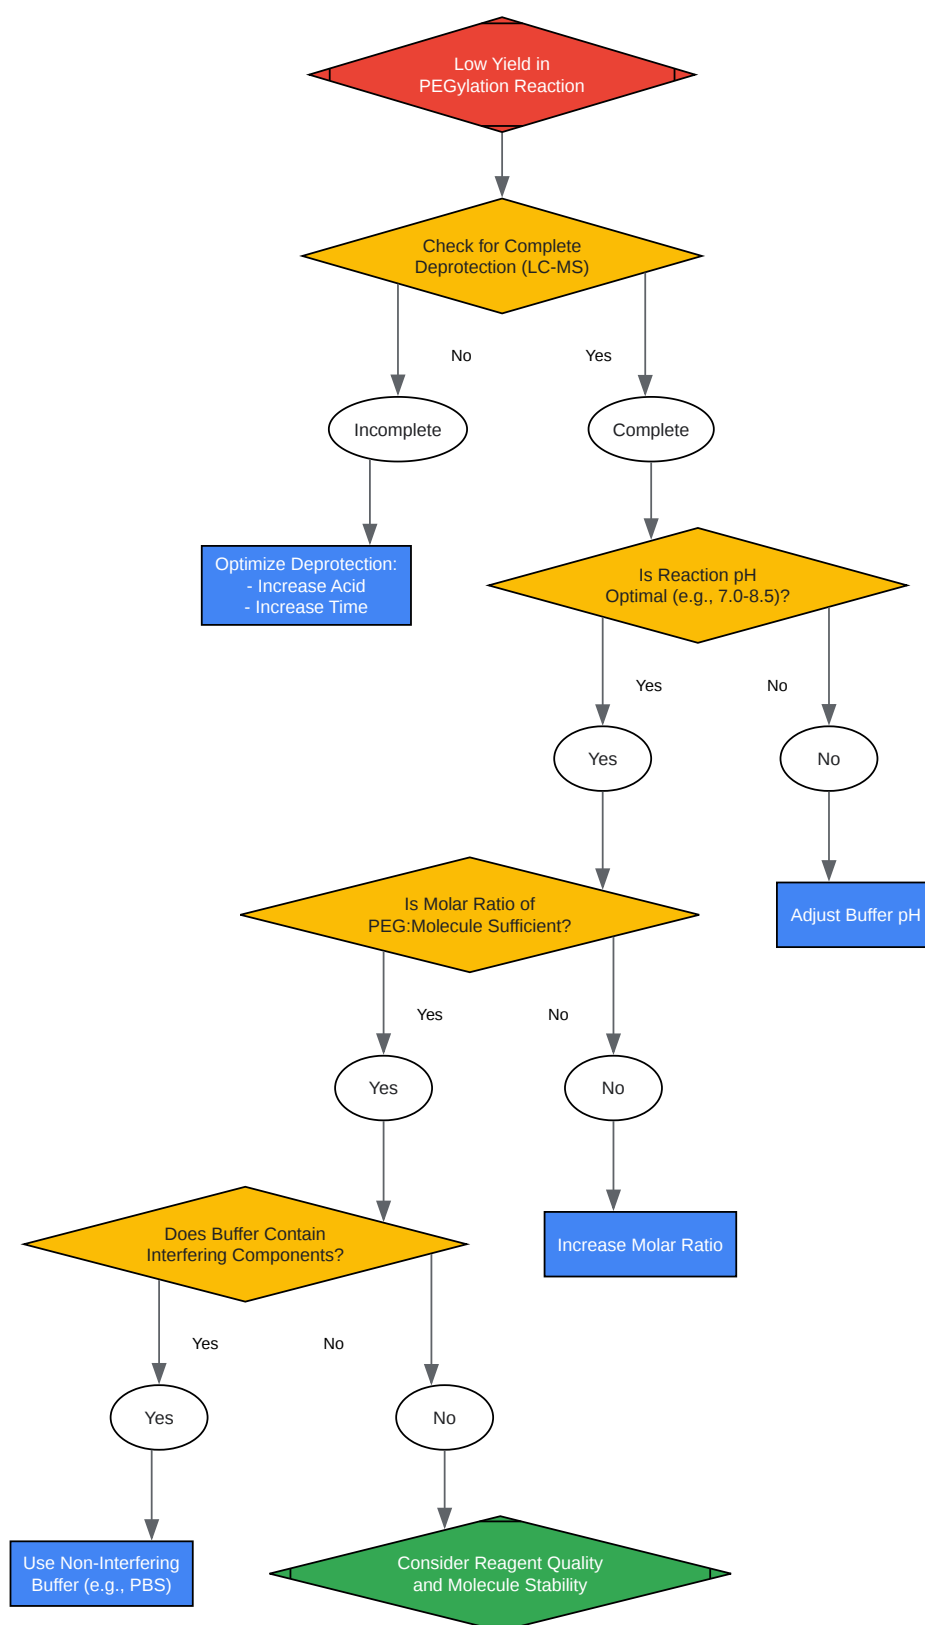 Low Yield in
PEGylation Reaction
Check for Complete
Deprotection (LC-MS)
No
Yes
Incomplete
Complete
Optimize Deprotection:
- Increase Acid
- Increase Time
Is Reaction pH
Optimal (e.g., 7.0-8.5)?
Yes
No
Yes
No
Is Molar Ratio of
PEG:Molecule Sufficient?
Adjust Buffer pH
Yes
No
Yes
No
Does Buffer Contain
Interfering Components?
Increase Molar Ratio
Yes
No
Yes
No
Use Non-Interfering
Buffer (e.g., PBS)
Consider Reagent Quality
and Molecule Stability